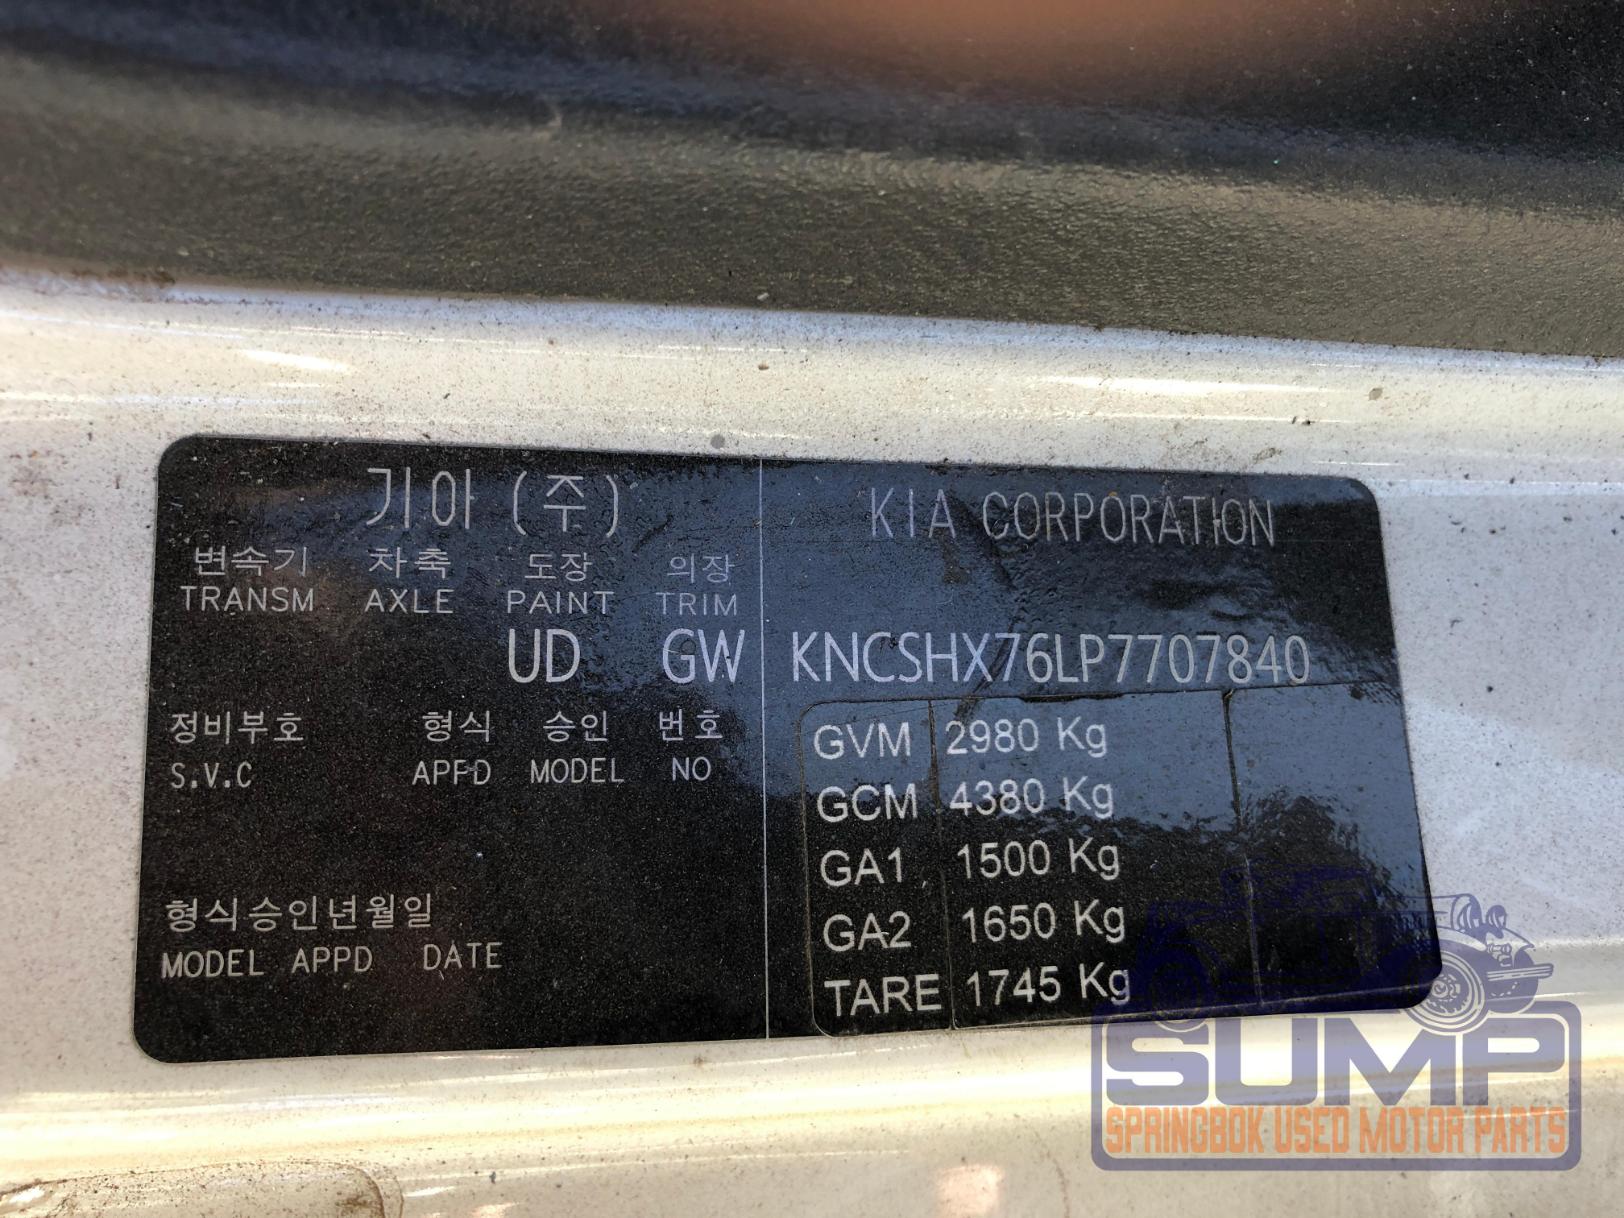 기아 (주)
변속기 차축 도장 의장
TRANSM AXLE PAINT TRIM
UD GW
정비부호 형식 승인 번호
S.V.C APPD MODEL NO
형식승인년월일
MODEL APPD DATE
KIA CORPORATION
KNCSHX76LP7707840
GVM 2980 Kg
GCM 4380 Kg
GA1 1500 Kg
GA2 1650 Kg
TARE 1745 Kg
SUMP
SPRINGBOK USED MOTOR PARTS